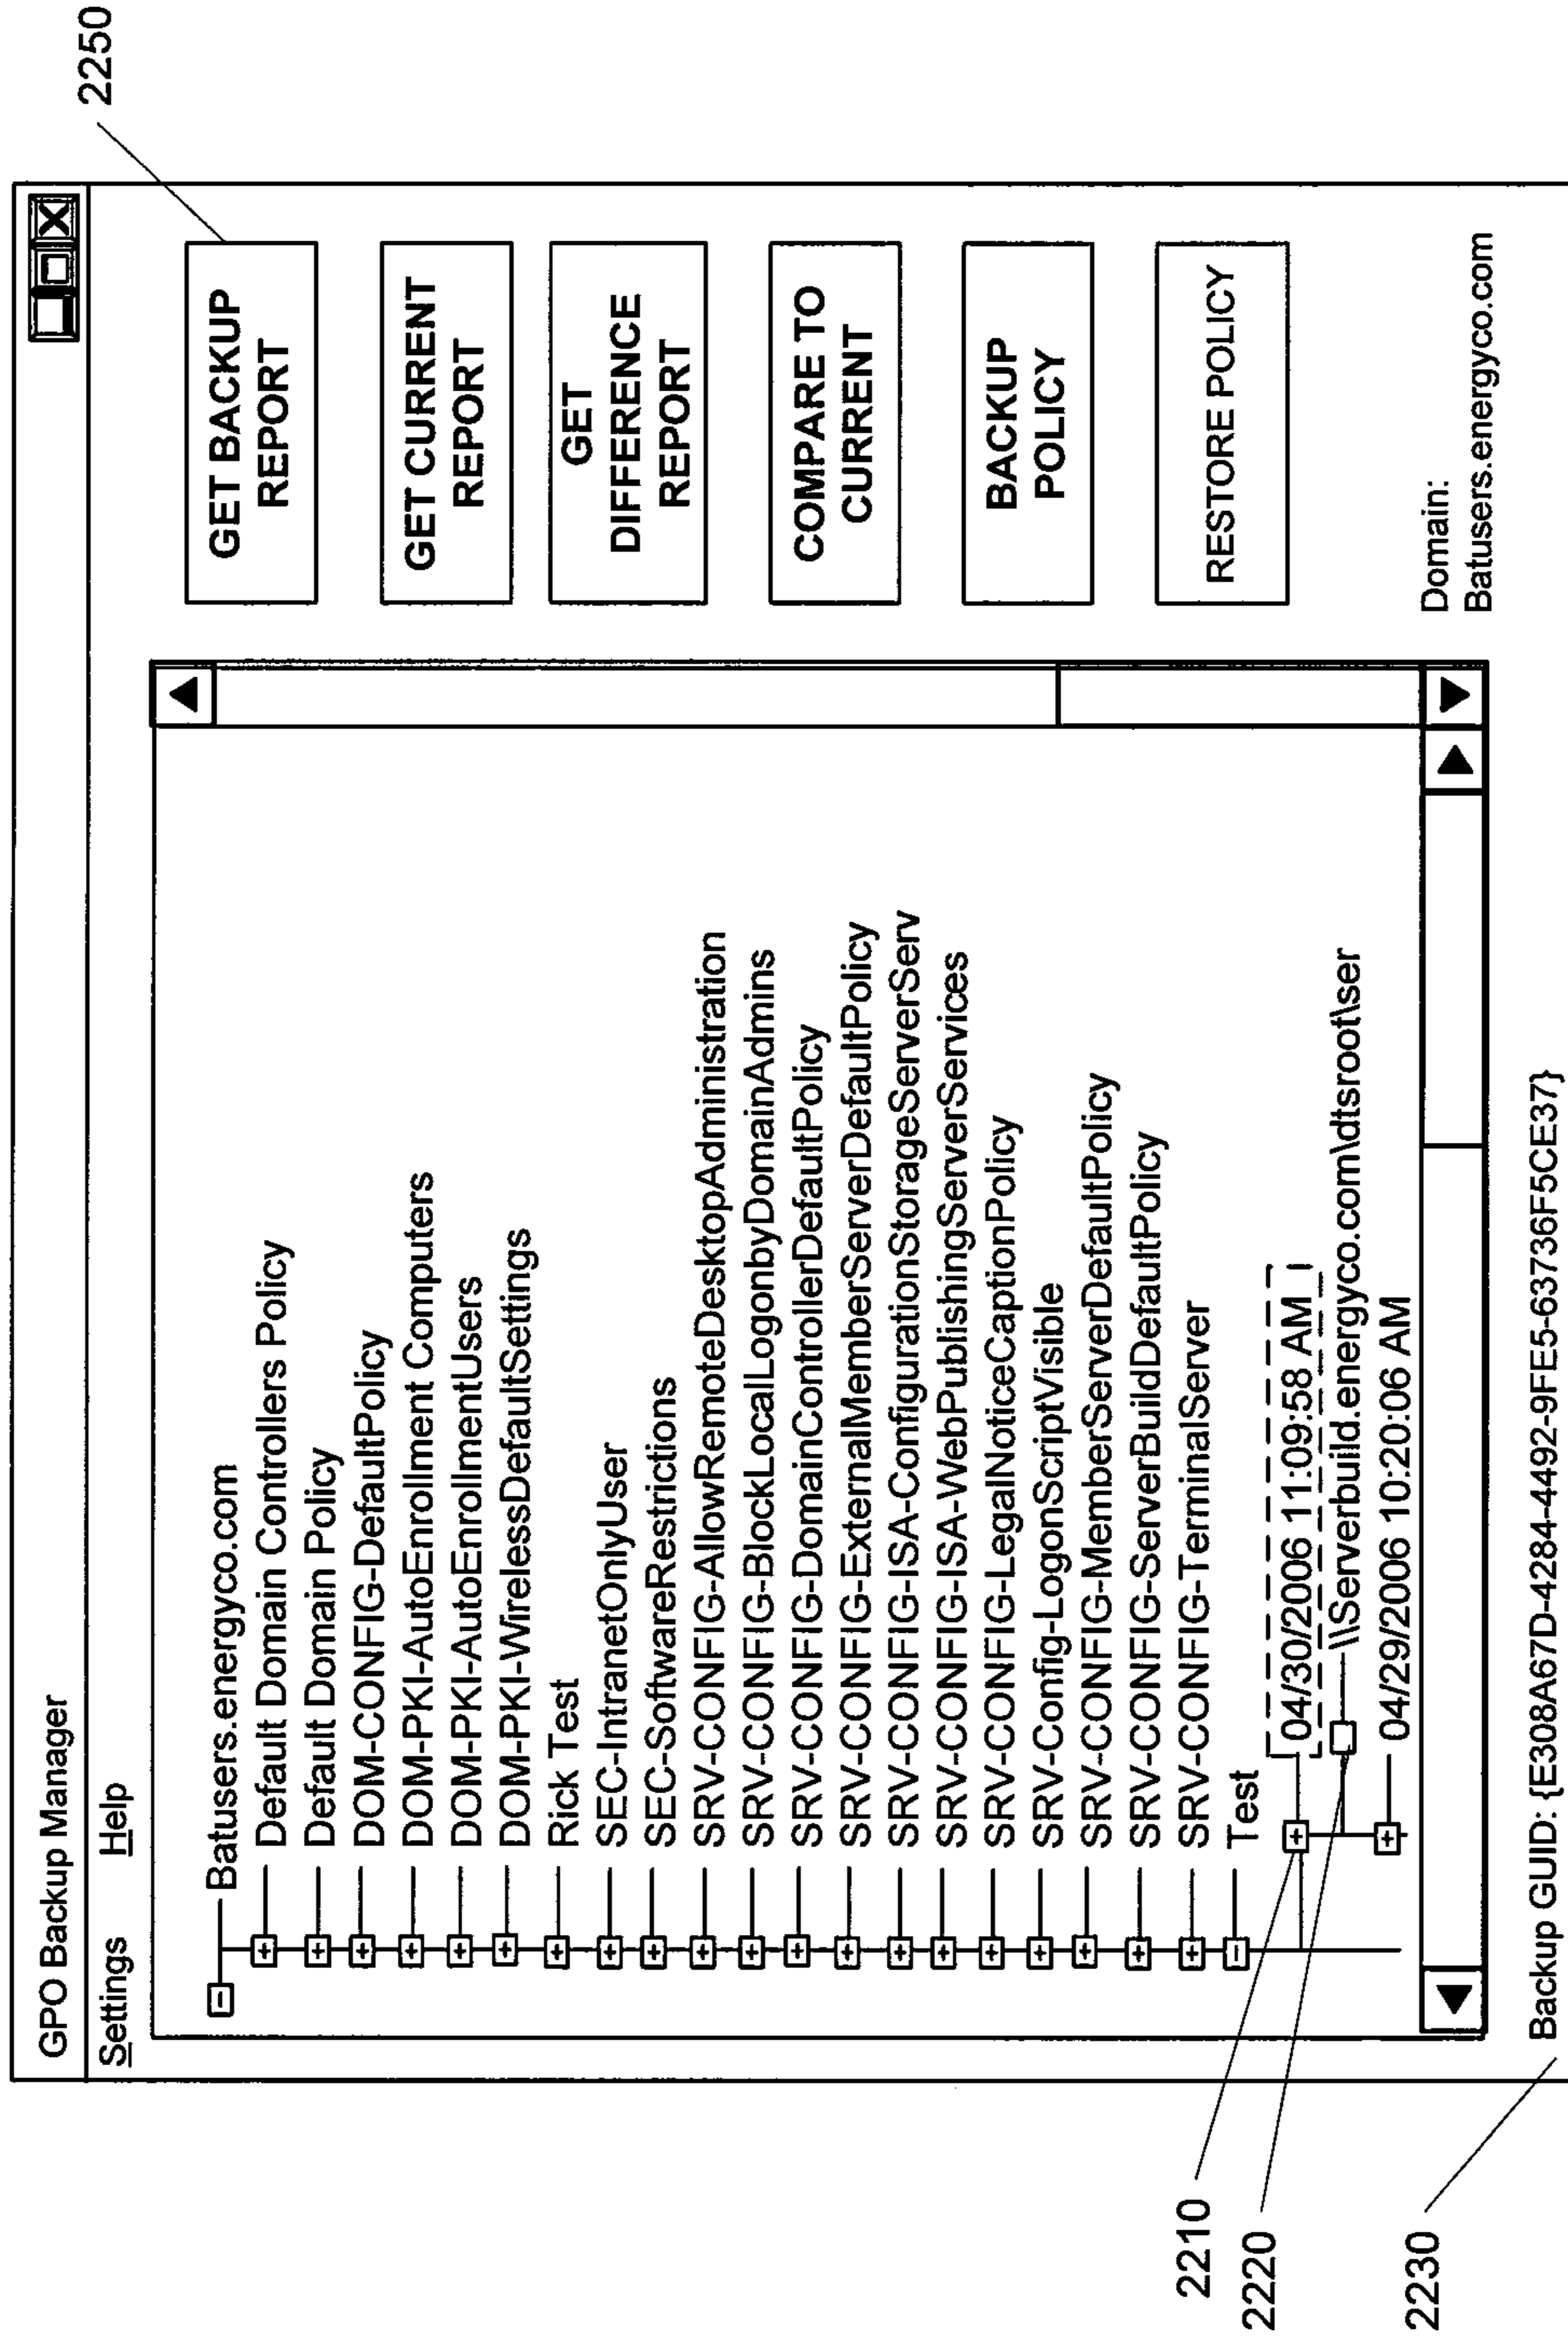 2250
GPO Backup Manager
Settings Help
Batusers.energyco.com
Default Domain Controllers Policy
Default Domain Policy
DOM-CONFIG-DefaultPolicy
DOM-PKI-AutoEnrollment Computers
DOM-PKI-AutoEnrollmentUsers
DOM-PKI-WirelessDefaultSettings
Rick Test
SEC-IntranetOnlyUser
SEC-SoftwareRestrictions
SRV-CONFIG-AllowRemoteDesktopAdministration
SRV-CONFIG-BlockLocalLogonbyDomainAdmins
SRV-CONFIG-DomainControllerDefaultPolicy
SRV-CONFIG-ExternalMemberServerDefaultPolicy
SRV-CONFIG-ISA-ConfigurationStorageServerServ
SRV-CONFIG-ISA-WebPublishingServerServices
SRV-CONFIG-LegalNoticeCaptionPolicy
SRV-Config-LogonScriptVisible
SRV-CONFIG-MemberServerDefaultPolicy
SRV-CONFIG-ServerBuildDefaultPolicy
SRV-CONFIG-TerminalServer
Test
04/30/2006 11:09:58 AM
\\Serverbuild.energyco.com\dtsroot\ser
04/29/2006 10:20:06 AM
GET BACKUP
REPORT
GET CURRENT
REPORT
GET
DIFFERENCE
REPORT
COMPARE TO
CURRENT
BACKUP
POLICY
RESTORE POLICY
Domain:
Batusers.energyco.com
2210
2220
2230
Backup GUID: {E308A67D-4284-4492-9FE5-63736F5CE37}